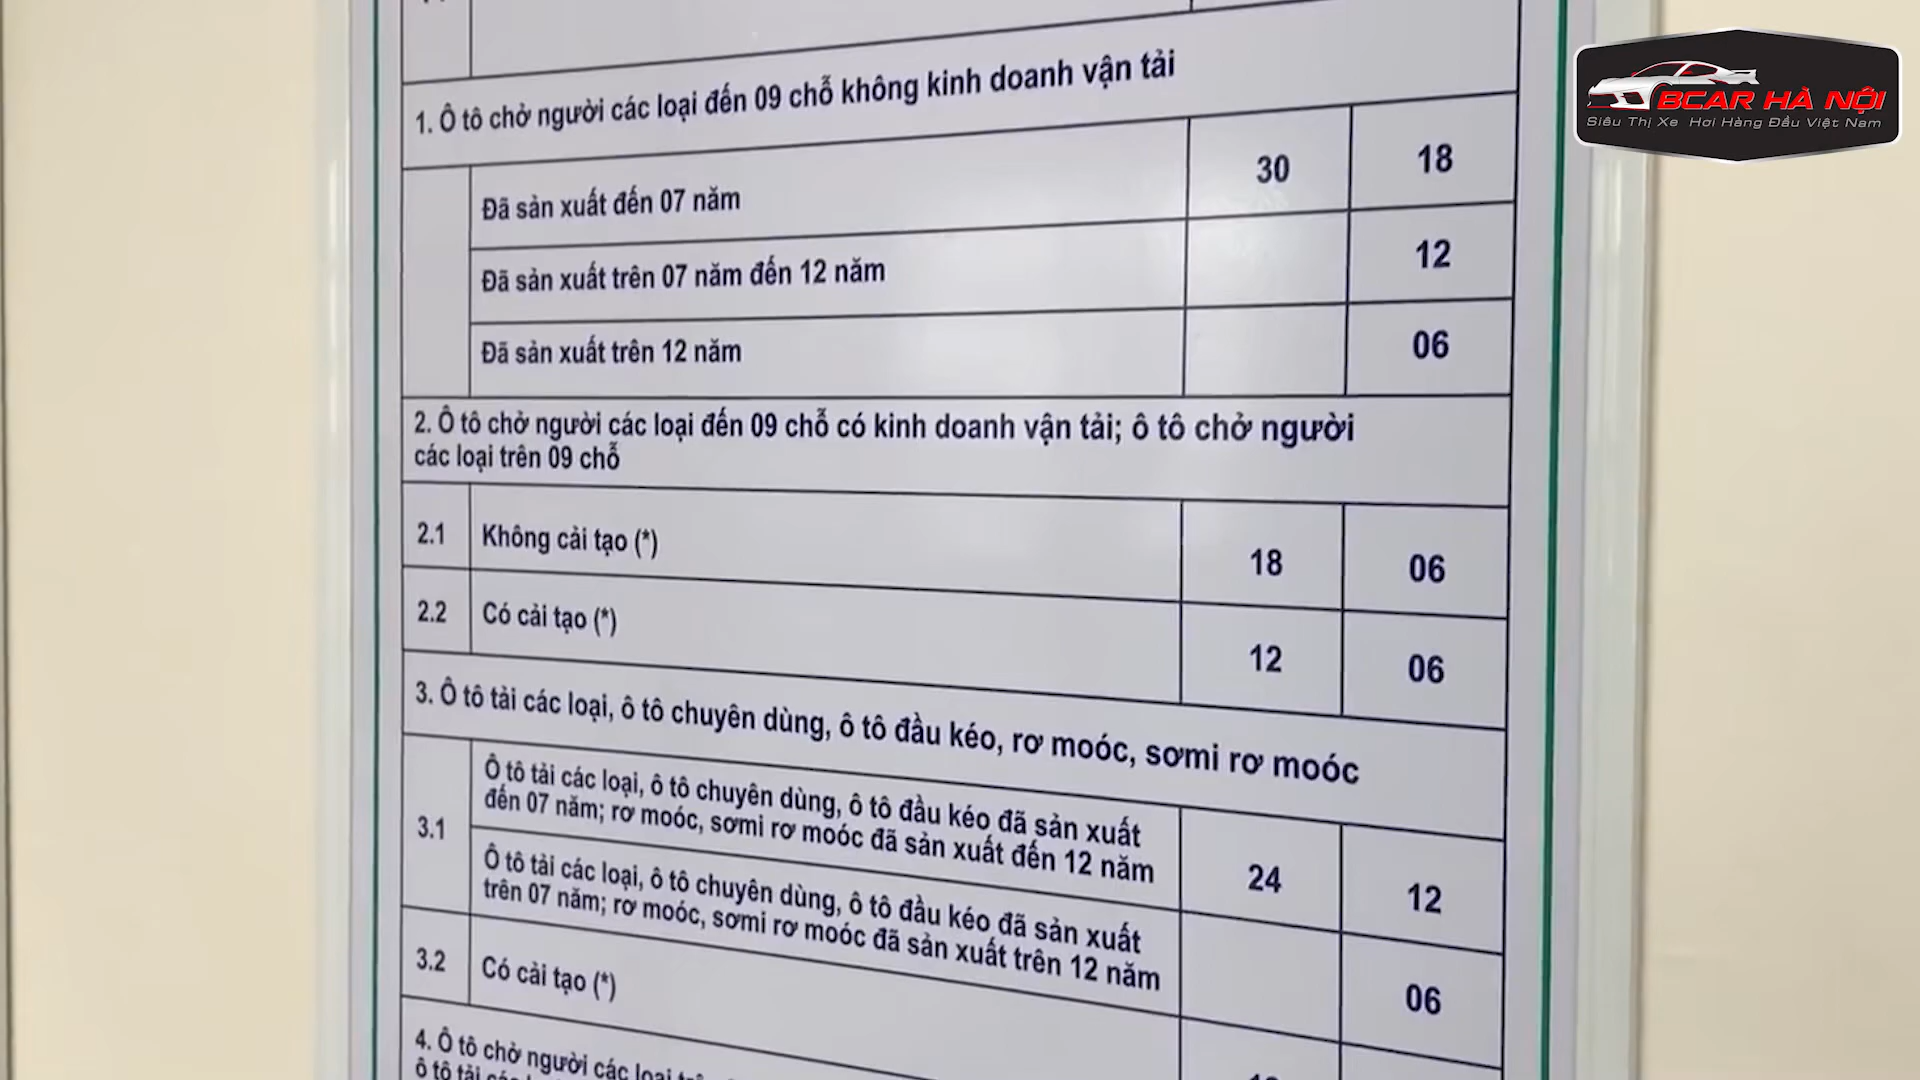 BCAR HÀ NỘI
Siêu Thị Xe Hơi Hàng Đầu Việt Nam
1. Ô tô chở người các loại đến 09 chỗ không kinh doanh vận tải
Đã sản xuất đến 07 năm 30 18
Đã sản xuất trên 07 năm đến 12 năm 12
Đã sản xuất trên 12 năm 06
2. Ô tô chở người các loại đến 09 chỗ có kinh doanh vận tải; ô tô chở người
các loại trên 09 chỗ
2.1 Không cải tạo (*) 18 06
2.2 Có cải tạo (*) 12 06
3. Ô tô tải các loại, ô tô chuyên dùng, ô tô đầu kéo, rơ moóc, sơmi rơ moóc
3.1 Ô tô tải các loại, ô tô chuyên dùng, ô tô đầu kéo đã sản xuất
đến 07 năm; rơ moóc, sơmi rơ moóc đã sản xuất đến 12 năm 24 12
Ô tô tải các loại, ô tô chuyên dùng, ô tô đầu kéo đã sản xuất
trên 07 năm; rơ moóc, sơmi rơ moóc đã sản xuất trên 12 năm 06
3.2 Có cải tạo (*)
4. Ô tô chở người các loại
ô tô tải